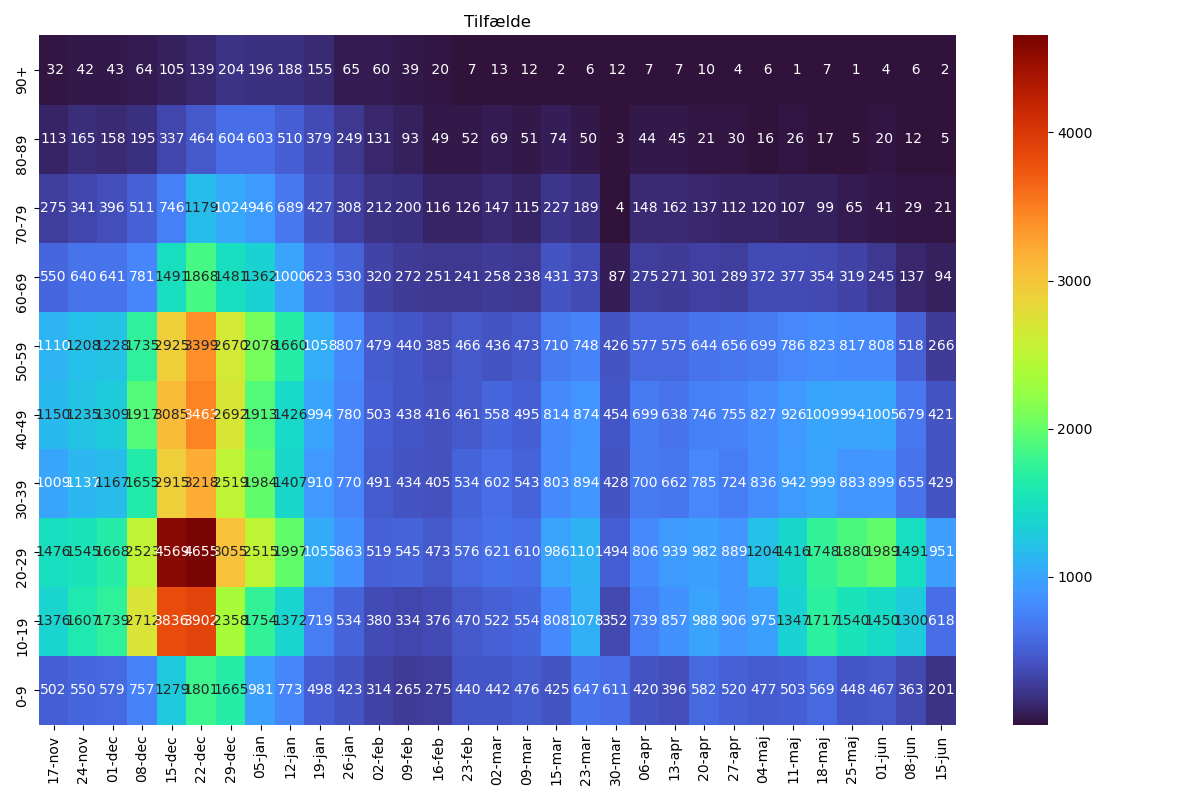 Tilfælde
90+ 32 42 43 64 105 139 204 196 188 155 65 60 39 20 7 13 12 2 6 12 7 7 10 4 6 1 7 1 4 6 2
80-89 113 165 158 195 337 464 604 603 510 379 249 131 93 49 52 69 51 74 50 3 44 45 21 30 16 26 17 5 20 12 5
70-79 275 341 396 511 746 1179 1024 946 689 427 308 212 200 116 126 147 115 227 189 4 148 162 137 112 120 107 99 65 41 29 21
60-69 550 640 641 781 1491 1868 1481 1362 1000 623 530 320 272 251 241 258 238 431 373 87 275 271 301 289 372 377 354 319 245 137 94
50-59 1110 1208 1228 1735 2925 3399 2670 2078 1660 1058 807 479 440 385 466 436 473 710 748 426 577 575 644 656 699 786 823 817 808 518 266
40-49 1150 1235 1309 1917 3085 3463 2692 1913 1426 994 780 503 438 416 461 558 495 814 874 454 699 638 746 755 827 926 1009 994 1005 679 421
30-39 1009 1137 1167 1655 2915 3218 2519 1984 1407 910 770 491 434 405 534 602 543 803 894 428 700 662 785 724 836 942 999 883 899 655 429
20-29 1476 1545 1668 2523 4569 4655 3055 2515 1997 1055 863 519 545 473 576 621 610 986 1101 494 806 939 982 889 1204 1416 1748 1880 1989 1491 951
10-19 1376 1607 1739 2712 3836 3902 2358 1754 1372 719 534 380 334 376 470 522 554 808 1078 352 739 857 988 906 975 1347 1717 1540 1450 1300 618
0-9 502 550 579 757 1279 1801 1665 981 773 498 423 314 265 275 440 442 476 425 647 611 420 396 582 520 477 503 569 448 467 363 201
17-nov 24-nov 01-dec 08-dec 15-dec 22-dec 29-dec 05-jan 12-jan 19-jan 26-jan 02-feb 09-feb 16-feb 23-feb 02-mar 09-mar 15-mar 23-mar 30-mar 06-apr 13-apr 20-apr 27-apr 04-maj 11-maj 18-maj 25-maj 01-jun 08-jun 15-jun
4000
3000
2000
1000